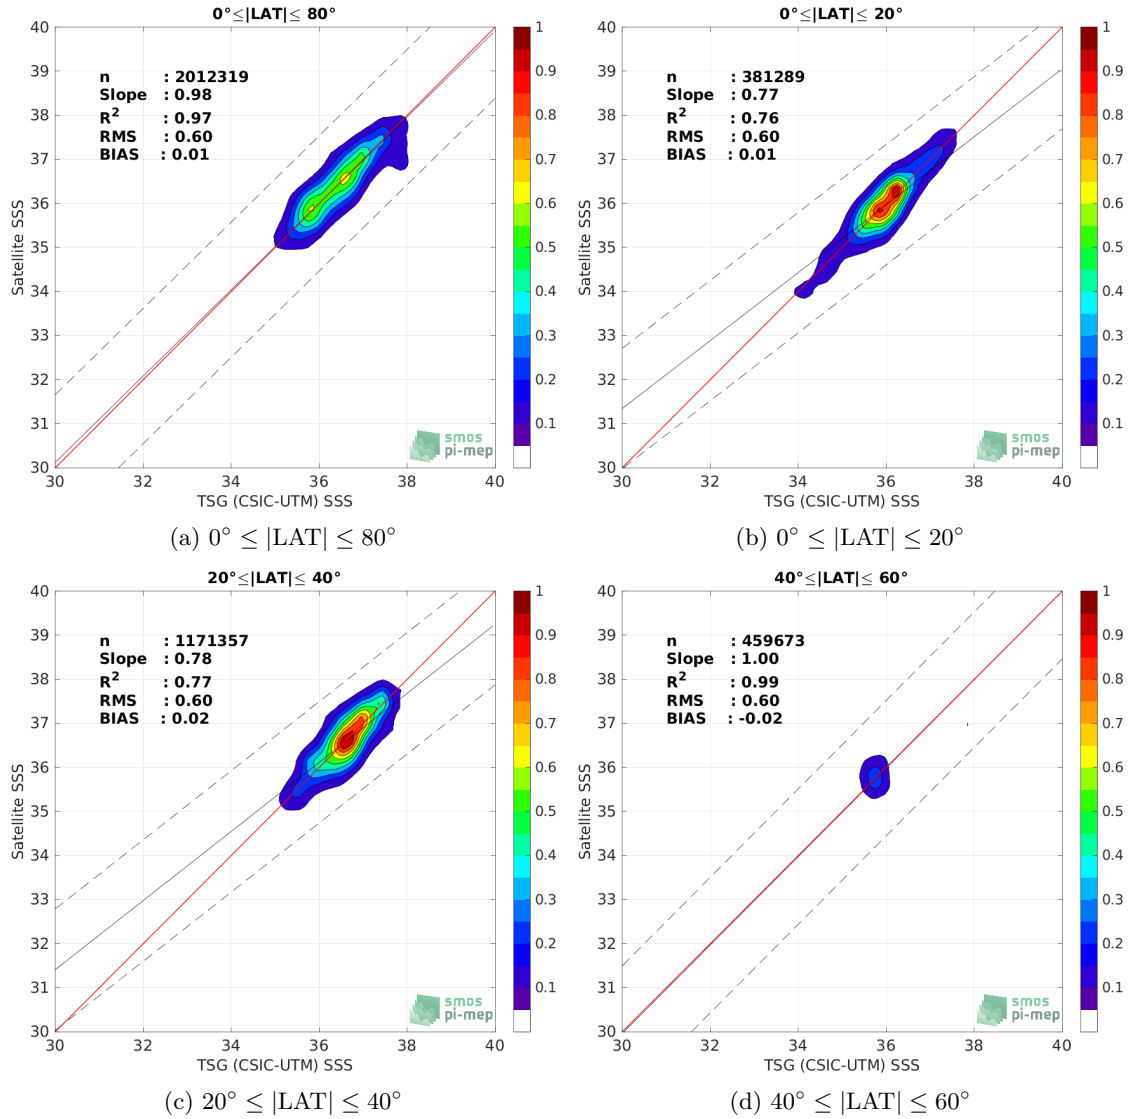 0°≤|LAT|≤ 80°
40
39
38
37
36
35
34
33
32
31
30
Satellite SSS
n : 2012319
Slope : 0.98
R2 : 0.97
RMS : 0.60
BIAS : 0.01
smos
pi-mep
30 32 34 36 38 40
TSG (CSIC-UTM) SSS
1
0.9
0.8
0.7
0.6
0.5
0.4
0.3
0.2
0.1
(a) 0° ≤ |LAT| ≤ 80°
0°≤|LAT|≤ 20°
40
39
38
37
36
35
34
33
32
31
30
Satellite SSS
n : 381289
Slope : 0.77
R2 : 0.76
RMS : 0.60
BIAS : 0.01
smos
pi-mep
30 32 34 36 38 40
TSG (CSIC-UTM) SSS
1
0.9
0.8
0.7
0.6
0.5
0.4
0.3
0.2
0.1
(b) 0° ≤ |LAT| ≤ 20°
20°≤|LAT|≤ 40°
40
39
38
37
36
35
34
33
32
31
30
Satellite SSS
n : 1171357
Slope : 0.78
R2 : 0.77
RMS : 0.60
BIAS : 0.02
smos
pi-mep
30 32 34 36 38 40
TSG (CSIC-UTM) SSS
1
0.9
0.8
0.7
0.6
0.5
0.4
0.3
0.2
0.1
(c) 20° ≤ |LAT| ≤ 40°
40°≤|LAT|≤ 60°
40
39
38
37
36
35
34
33
32
31
30
Satellite SSS
n : 459673
Slope : 1.00
R2 : 0.99
RMS : 0.60
BIAS : -0.02
smos
pi-mep
30 32 34 36 38 40
TSG (CSIC-UTM) SSS
1
0.9
0.8
0.7
0.6
0.5
0.4
0.3
0.2
0.1
(d) 40° ≤ |LAT| ≤ 60°